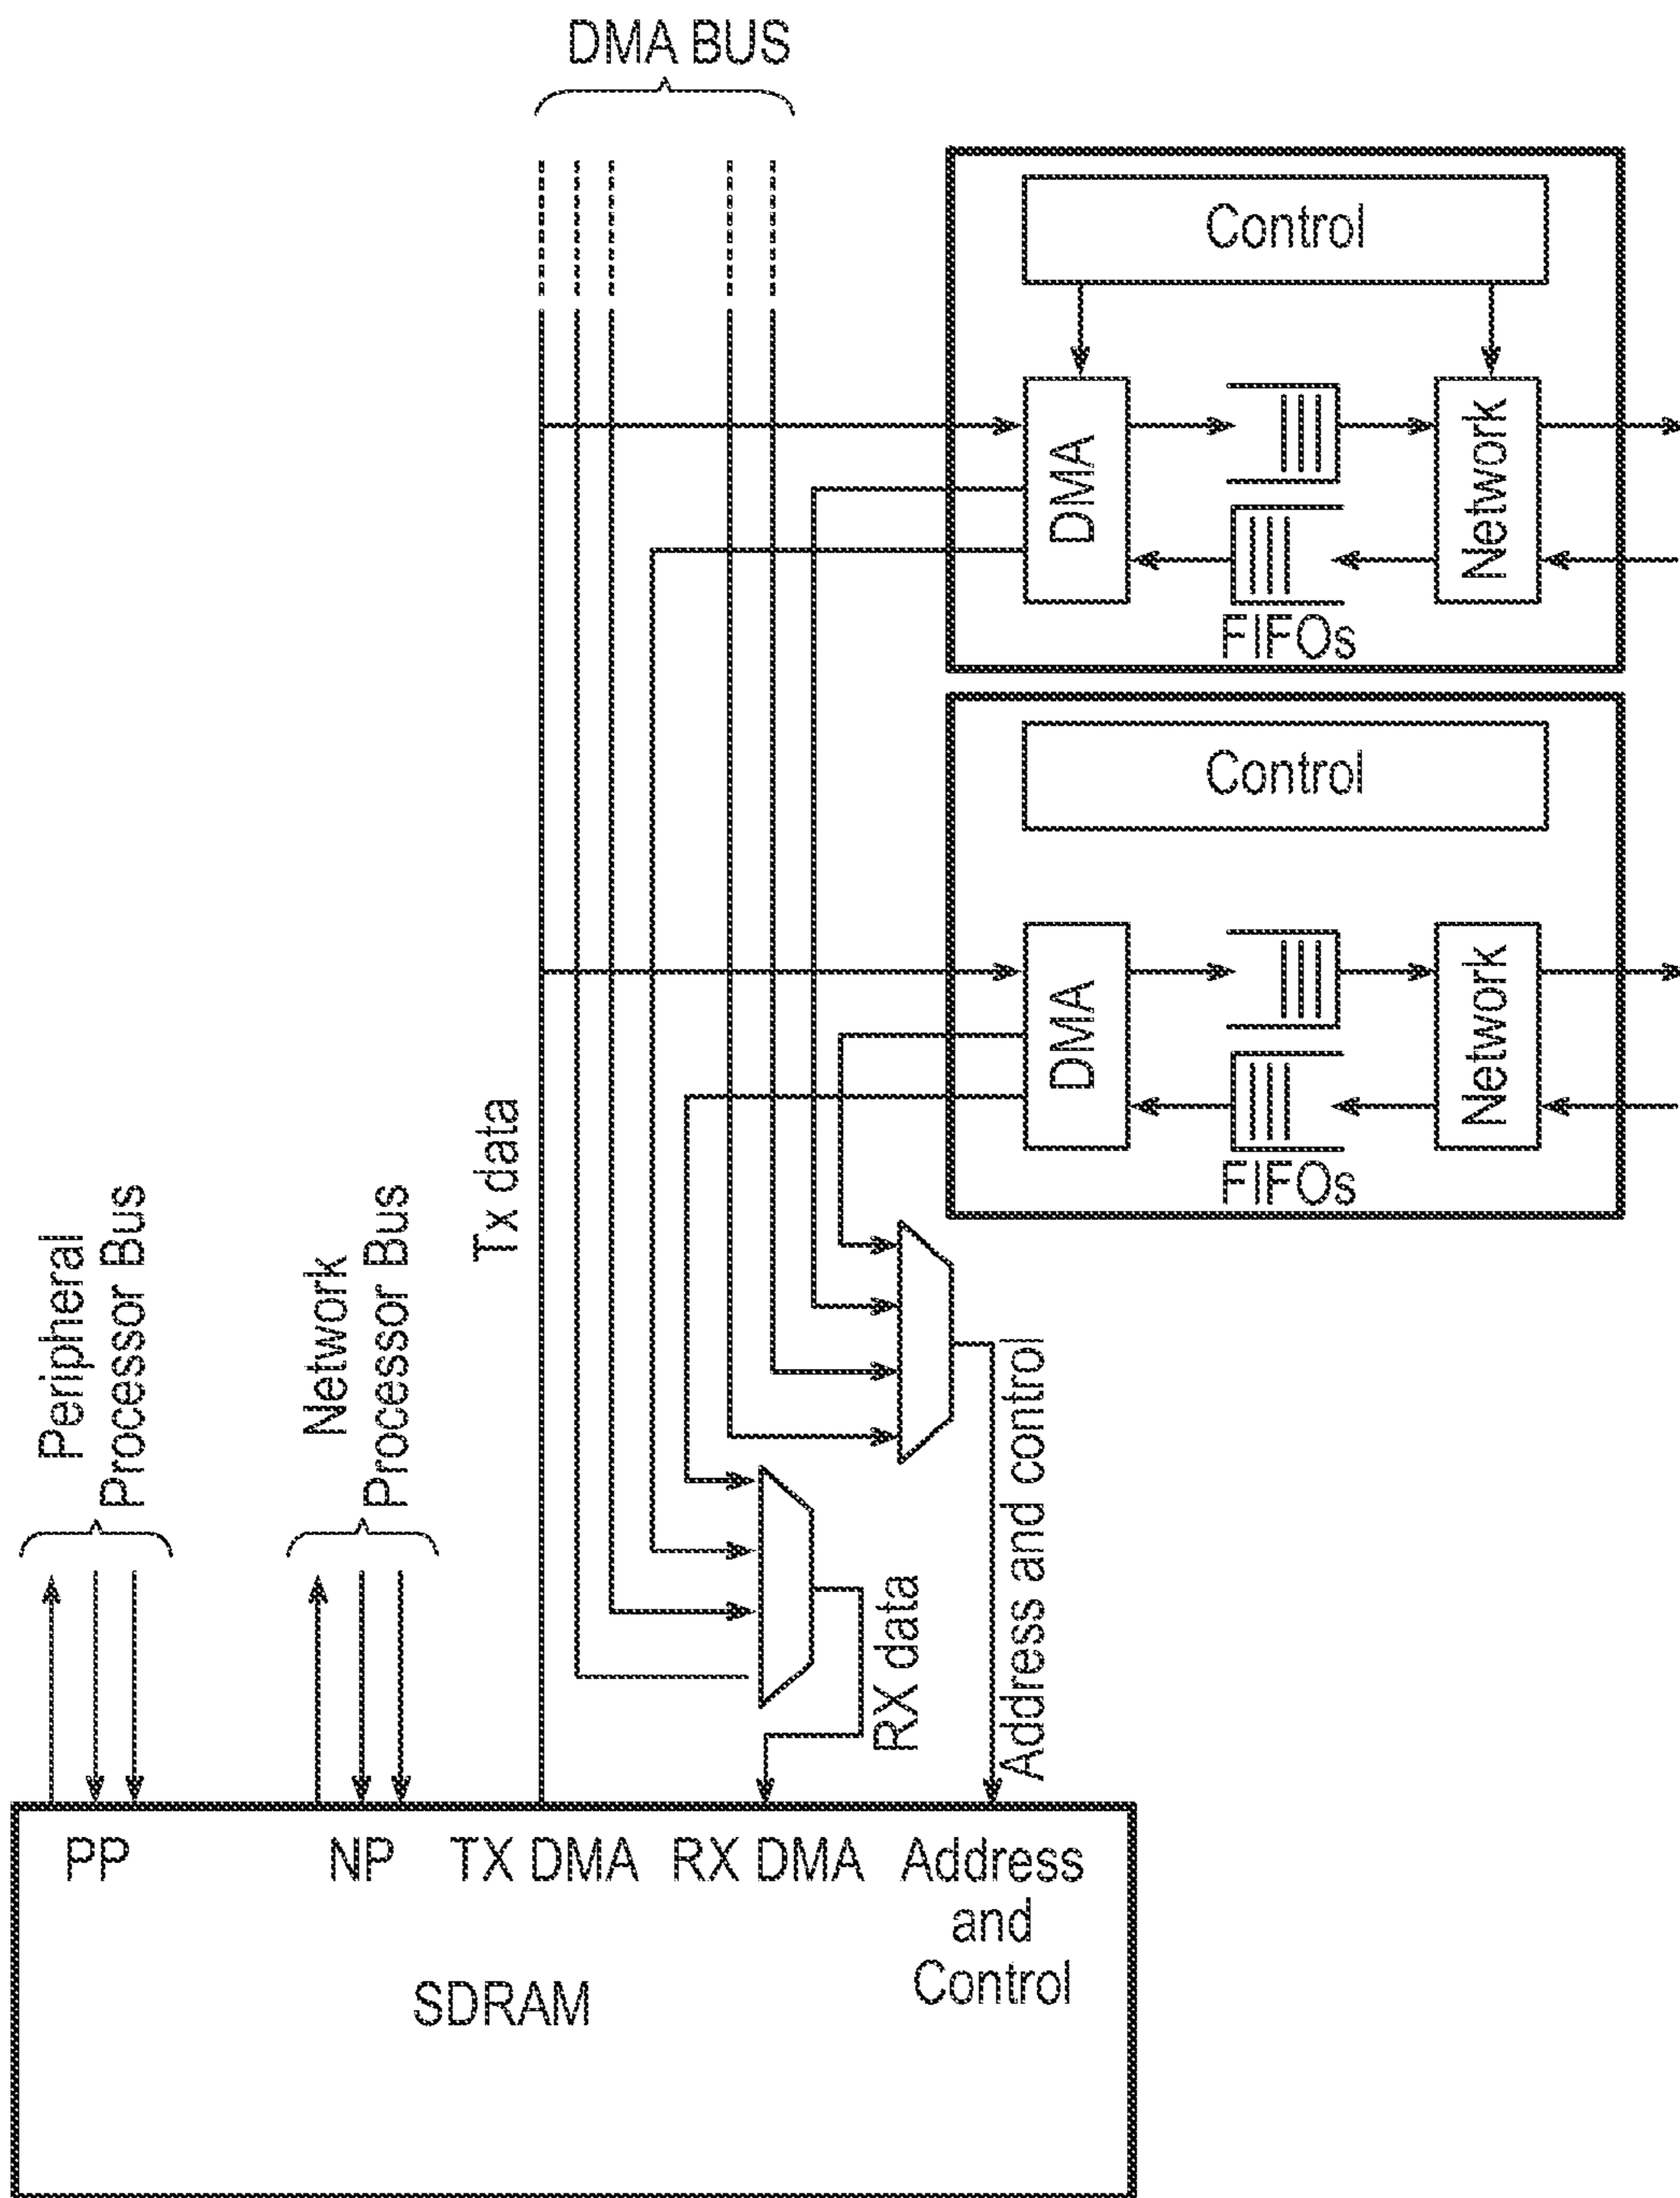 DMA BUS
Control
DMA
Network
FIFOs
Control
DMA
Network
FIFOs
Tx data
Peripheral
Processor Bus
Network
Processor Bus
Address and control
RX data
PP
NP
TX DMA
RX DMA
Address
and
Control
SDRAM